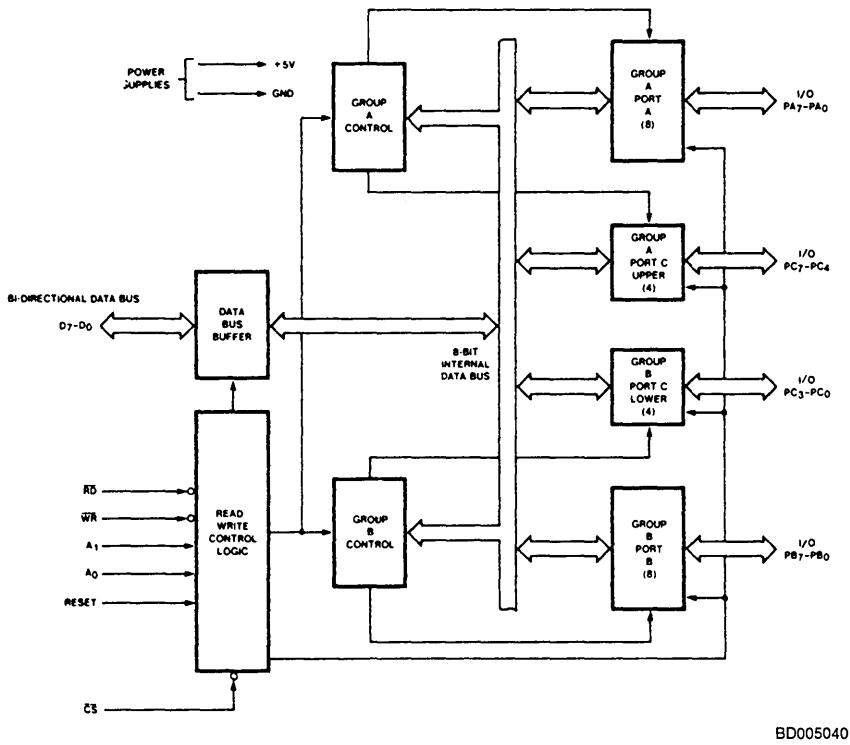 POWER
SUPPLIES
+5V
GND
GROUP
A
CONTROL
GROUP
A
PORT
A
(8)
I/O
PA7-PA0
GROUP
A
PORT C
UPPER
(4)
I/O
PC7-PC4
BI-DIRECTIONAL DATA BUS
D7-D0
DATA
BUS
BUFFER
8-BIT
INTERNAL
DATA BUS
GROUP
B
PORT C
LOWER
(4)
I/O
PC3-PC0
RD
WR
A1
A0
RESET
CS
READ
WRITE
CONTROL
LOGIC
GROUP
B
CONTROL
GROUP
B
PORT
B
(8)
I/O
PB7-PB0
BD005040